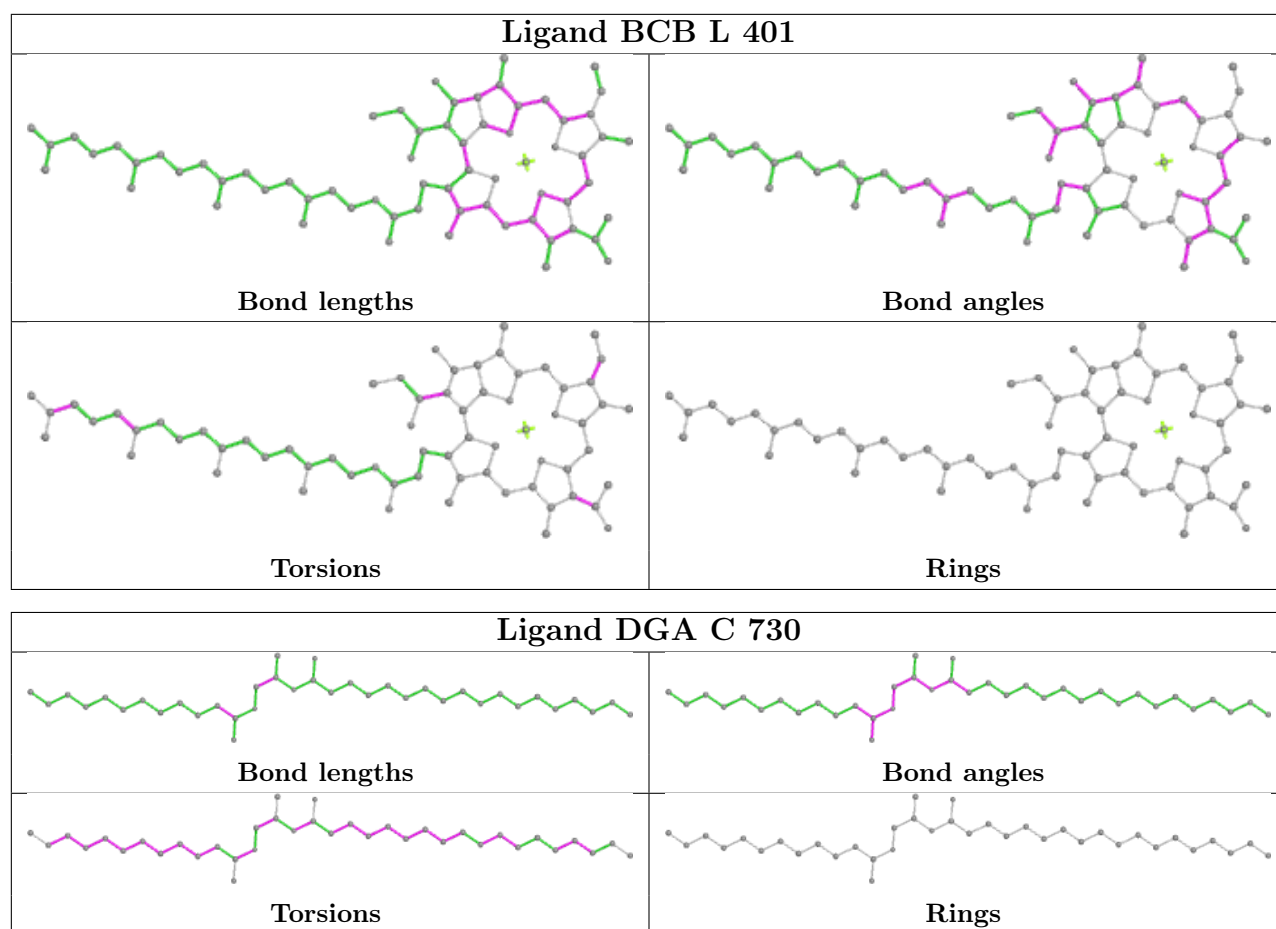 Ligand BCB L 401
Bond lengths
Bond angles
Torsions
Rings
Ligand DGA C 730
Bond lengths
Bond angles
Torsions
Rings